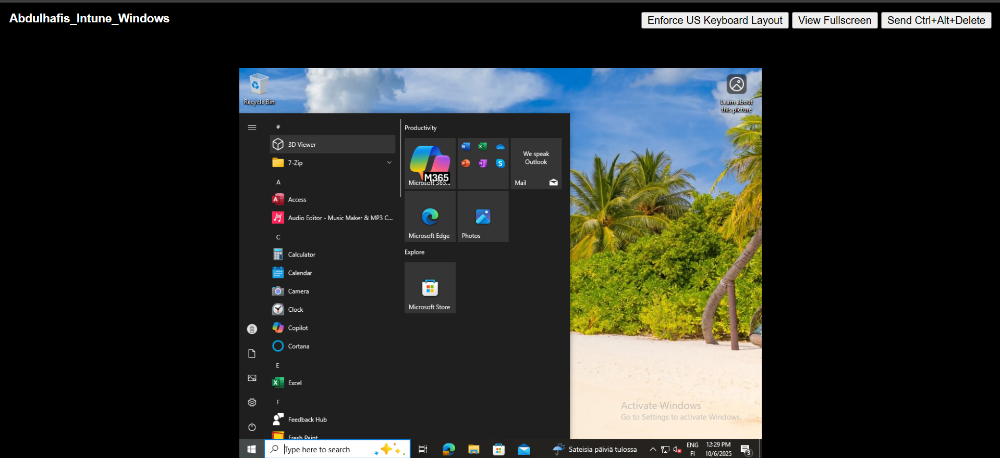 Abdulhafis_Intune_Windows
Enforce US Keyboard Layout
View Fullscreen
Send Ctrl+Alt+Delete
Recycle Bin
Learn about
this picture
#
3D Viewer
7-Zip
A
Access
Audio Editor - Music Maker & MP3 C...
C
Calculator
Calendar
Camera
Clock
Copilot
Cortana
E
Excel
F
Feedback Hub
Fresh Paint
Productivity
M365
Microsoft 365...
We speak
Outlook
Mail
Microsoft Edge
Photos
Explore
Microsoft Store
Activate Windows
Go to Settings to activate Windows.
Type here to search
Sateisia päiviä tulossa
ENG
FI
12:29 PM
10/6/2025
3